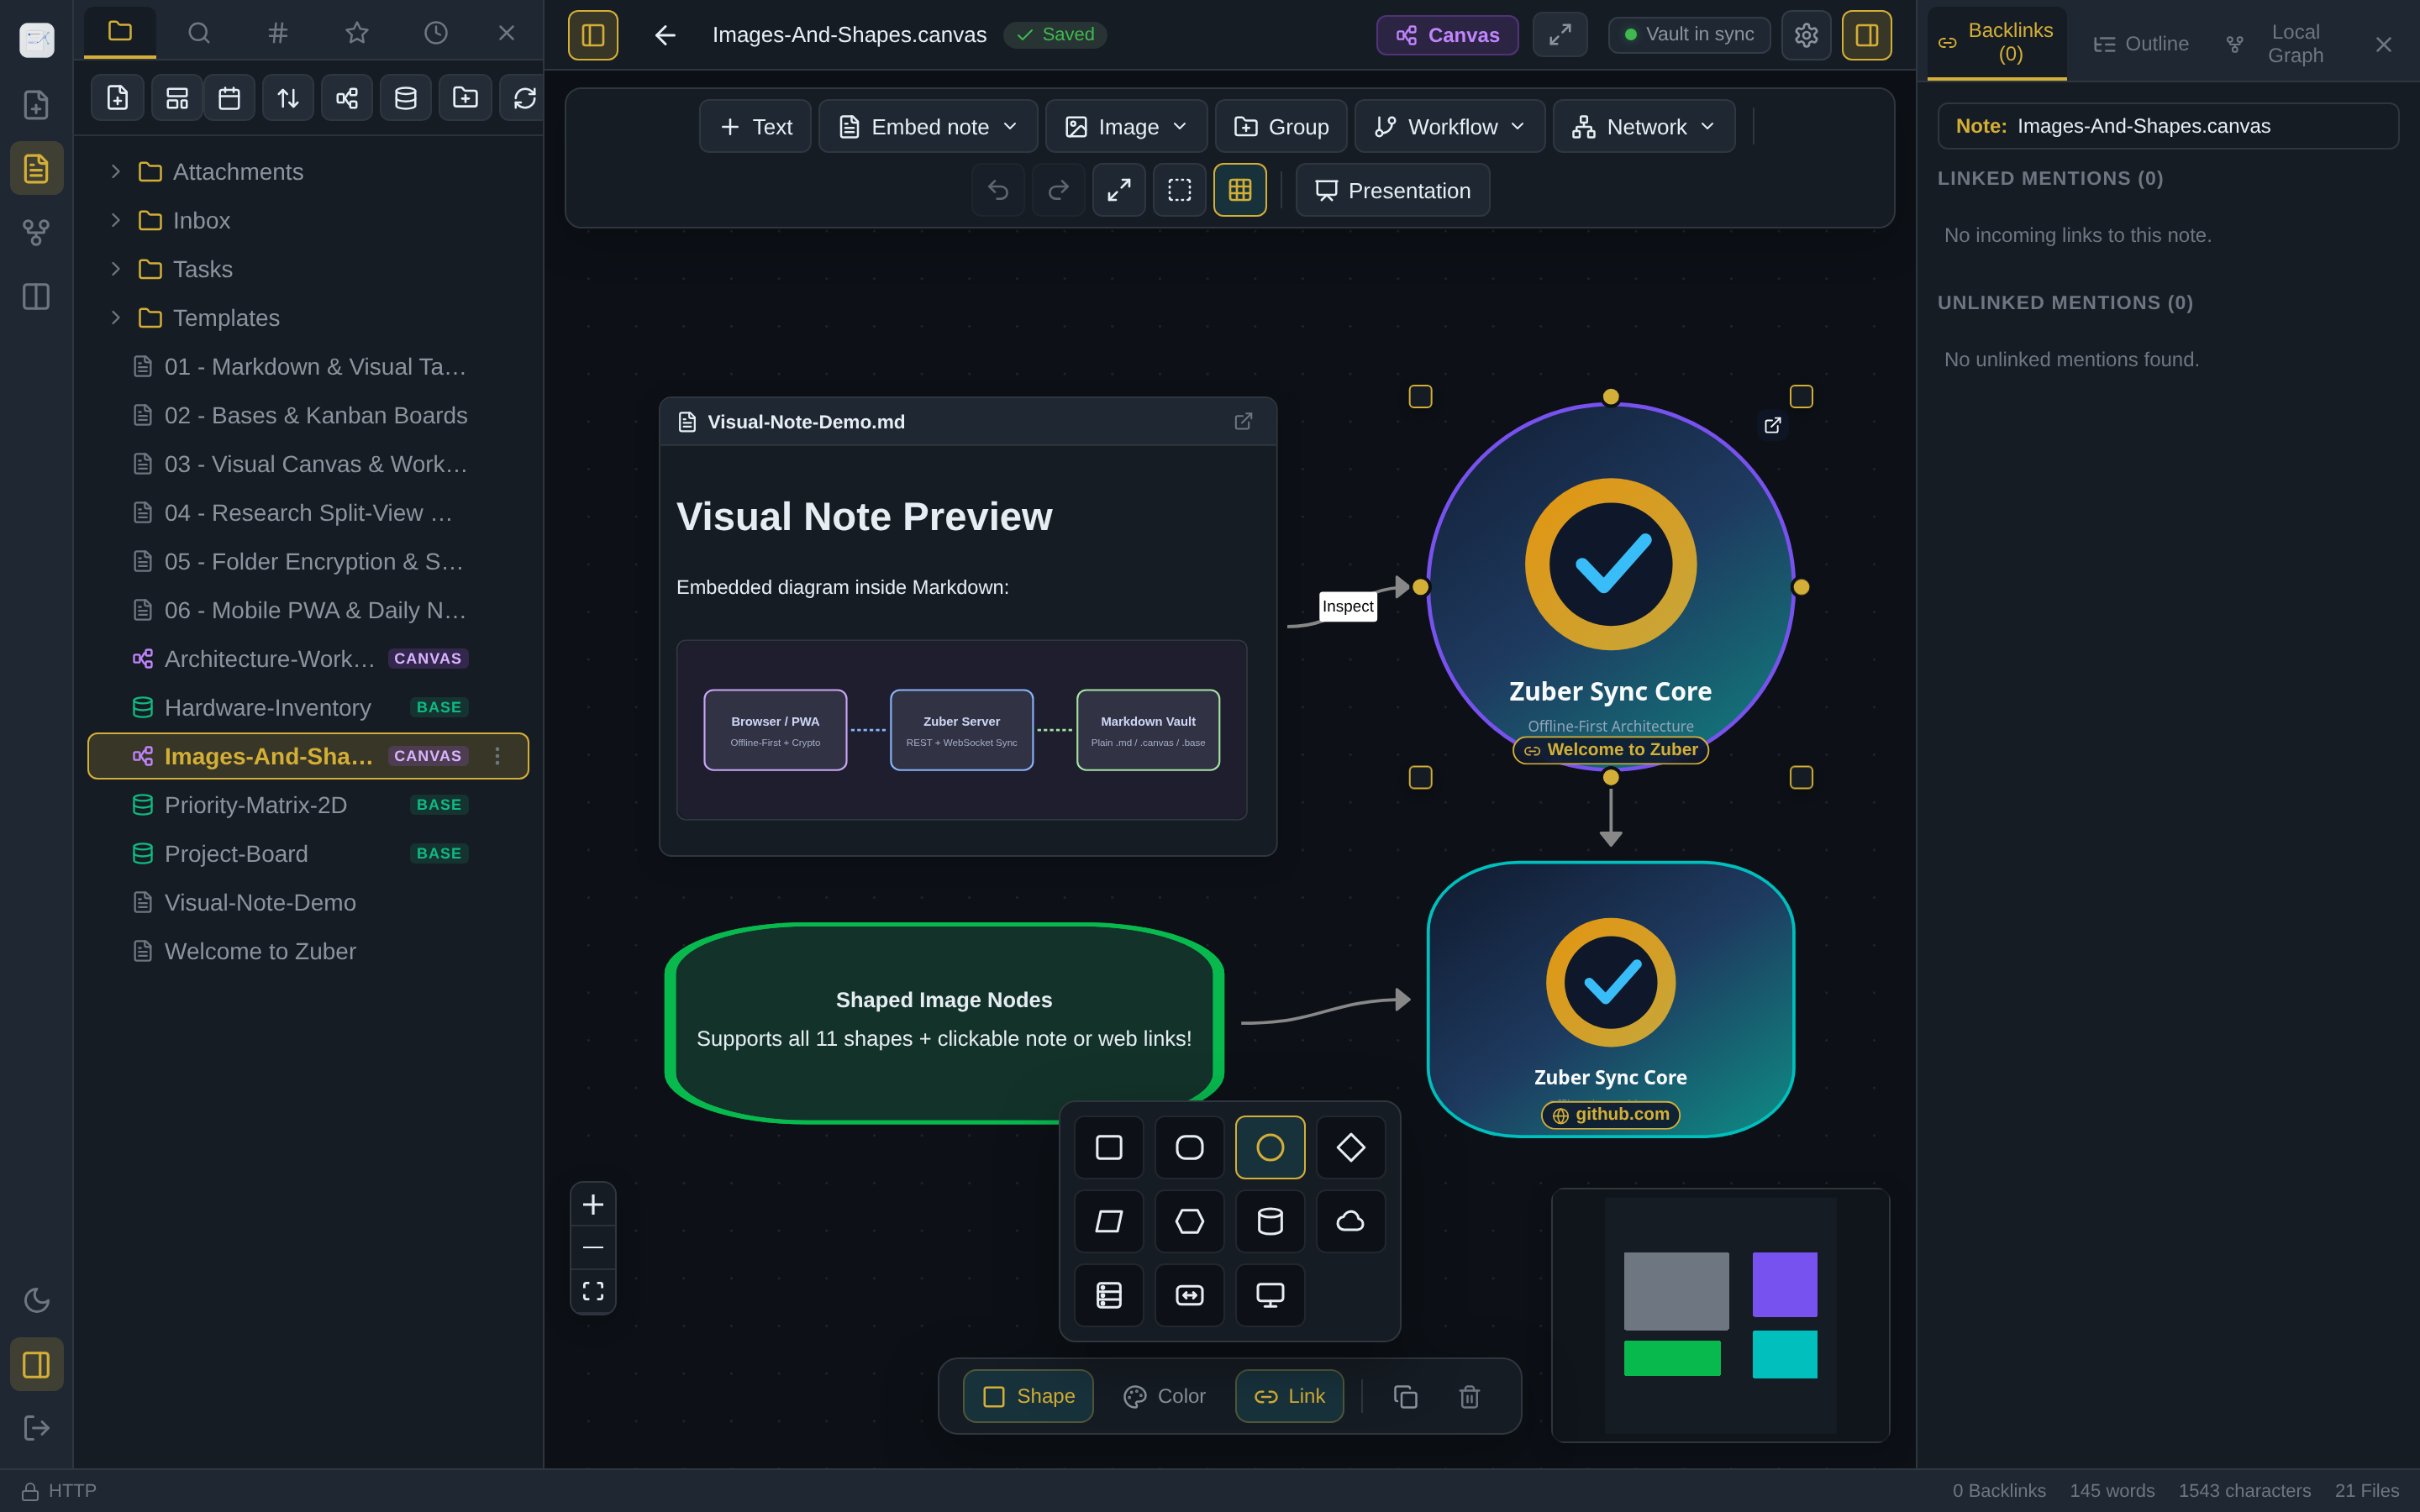 Images-And-Shapes.canvas
Saved
Canvas
Vault in sync
Backlinks (0)
Outline
Local Graph
Text
Embed note
Image
Group
Workflow
Network
Presentation
Attachments
Inbox
Tasks
Templates
01 - Markdown & Visual Ta…
02 - Bases & Kanban Boards
03 - Visual Canvas & Work…
04 - Research Split-View …
05 - Folder Encryption & S…
06 - Mobile PWA & Daily N…
Architecture-Work… CANVAS
Hardware-Inventory BASE
Images-And-Sha… CANVAS
Priority-Matrix-2D BASE
Project-Board BASE
Visual-Note-Demo
Welcome to Zuber
Visual-Note-Demo.md
Visual Note Preview
Embedded diagram inside Markdown:
Browser / PWA
Offline-First + Crypto
Zuber Server
REST + WebSocket Sync
Markdown Vault
Plain .md / .canvas / .base
Inspect
Zuber Sync Core
Offline-First Architecture
Welcome to Zuber
Shaped Image Nodes
Supports all 11 shapes + clickable note or web links!
Zuber Sync Core
github.com
Shape
Color
Link
Note: Images-And-Shapes.canvas
LINKED MENTIONS (0)
No incoming links to this note.
UNLINKED MENTIONS (0)
No unlinked mentions found.
HTTP
0 Backlinks
145 words
1543 characters
21 Files